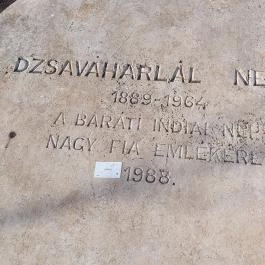 DZSAVAHARLÁL NE
1889-1964
A BARÁTI INDIAI NÉP
NAGY FIA EMLÉKÉRE
1988.